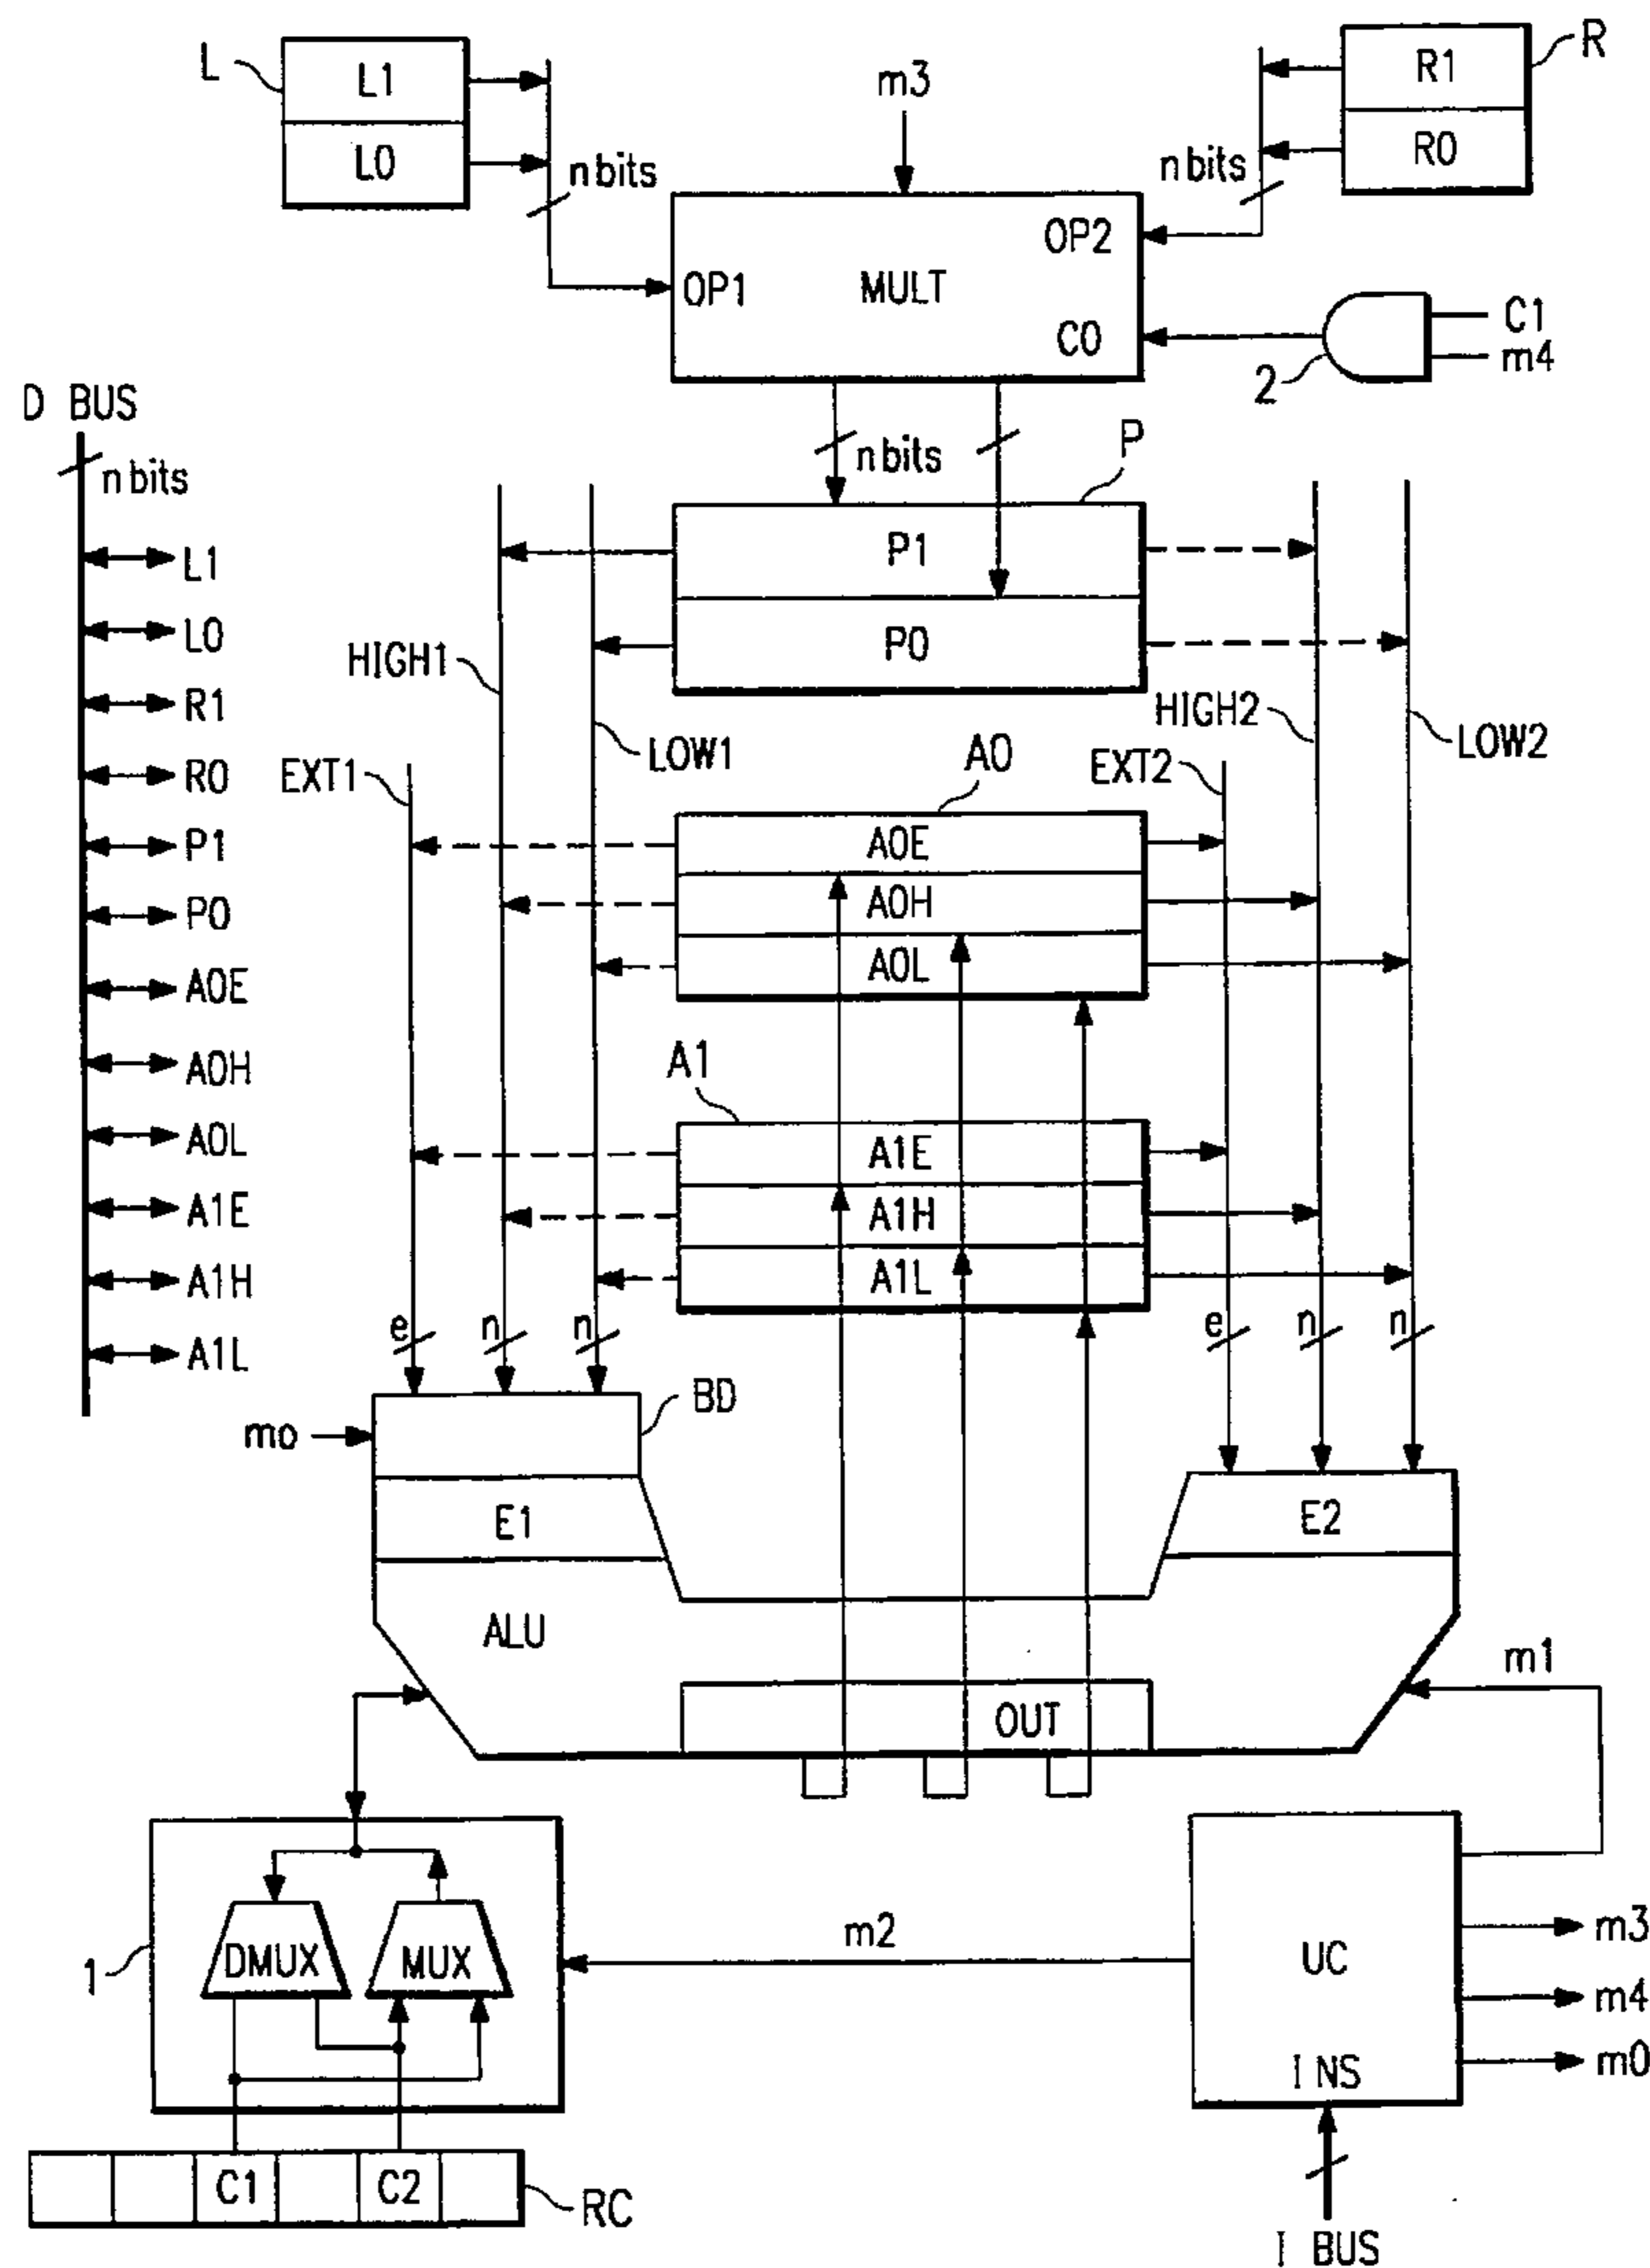 L
L1
L0
m3
R1
R0
R
n bits
n bits
OP1
MULT
OP2
C0
C1
m4
2
D BUS
n bits
n bits
P
P1
P0
L1
L0
R1
R0
P1
P0
A0E
A0H
A0L
A1E
A1H
A1L
HIGH1
LOW1
HIGH2
LOW2
EXT1
A0
EXT2
A0E
A0H
A0L
A1
A1E
A1H
A1L
e
n
n
e
n
n
mo
BD
E1
E2
ALU
OUT
m1
1
DMUX
MUX
m2
UC
INS
m3
m4
m0
C1
C2
RC
I BUS